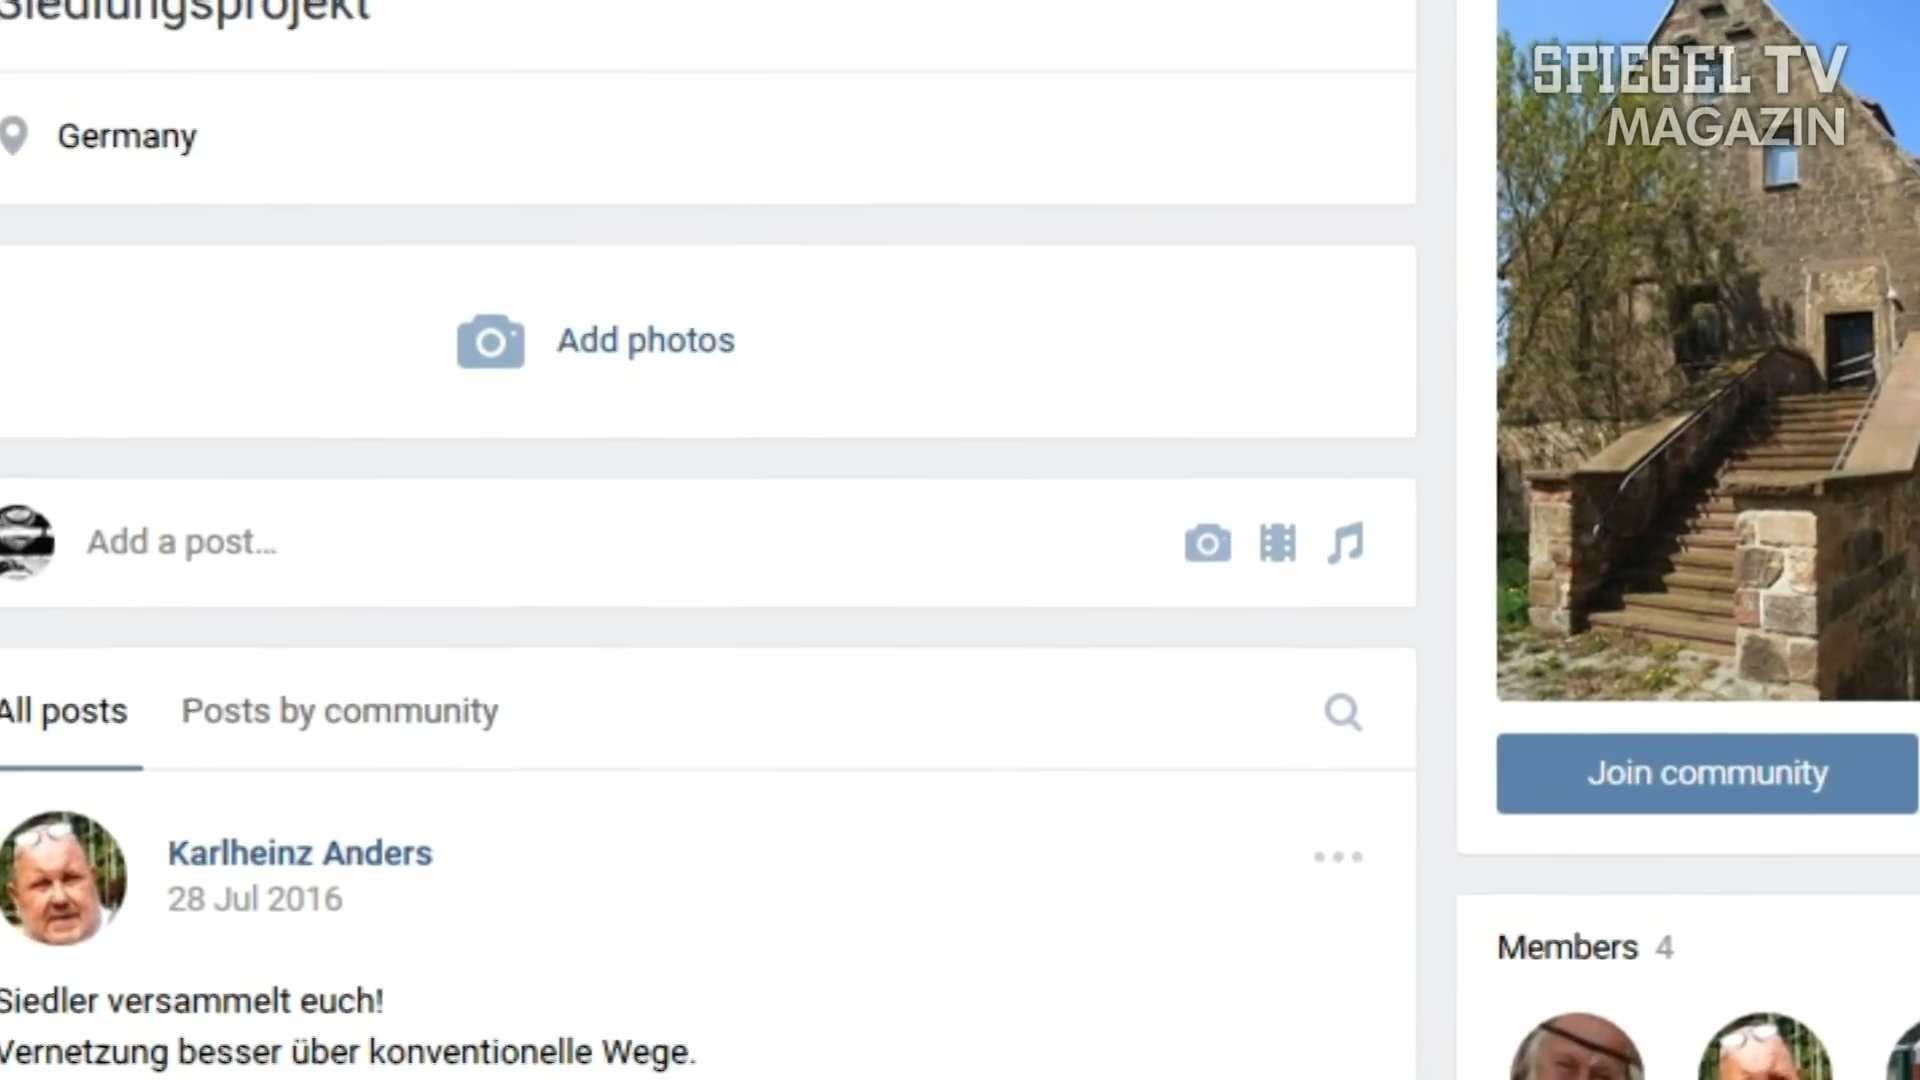 Siedlungsprojekt
Germany
Add photos
Add a post...
All posts Posts by community
Karlheinz Anders
28 Jul 2016
Siedler versammelt euch!
Vernetzung besser über konventionelle Wege.
SPIEGEL TV
MAGAZIN
Join community
Members 4